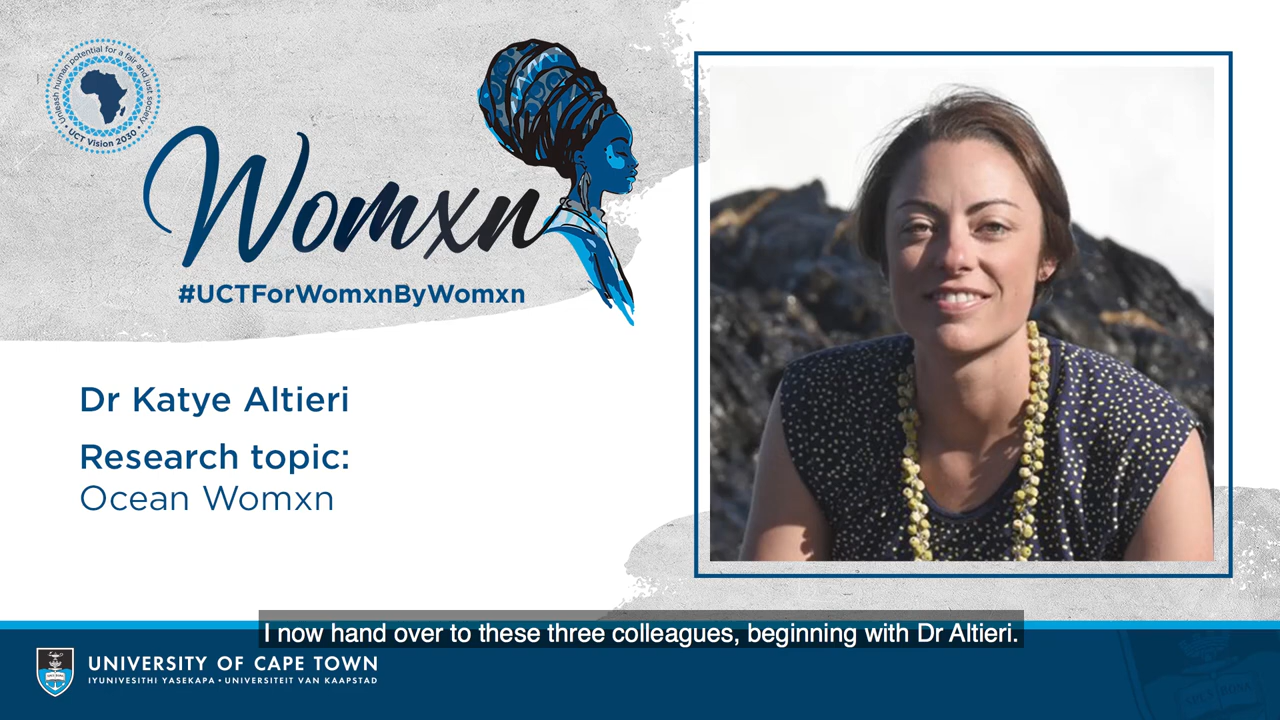 Unleash human potential for a fair and just society
• UCT Vision 2030 •
Womxn
#UCTForWomxnByWomxn
Dr Katye Altieri
Research topic:
Ocean Womxn
I now hand over to these three colleagues, beginning with Dr Altieri.
UNIVERSITY OF CAPE TOWN
IYUNIVESITHI YASEKAPA • UNIVERSITEIT VAN KAAPSTAD